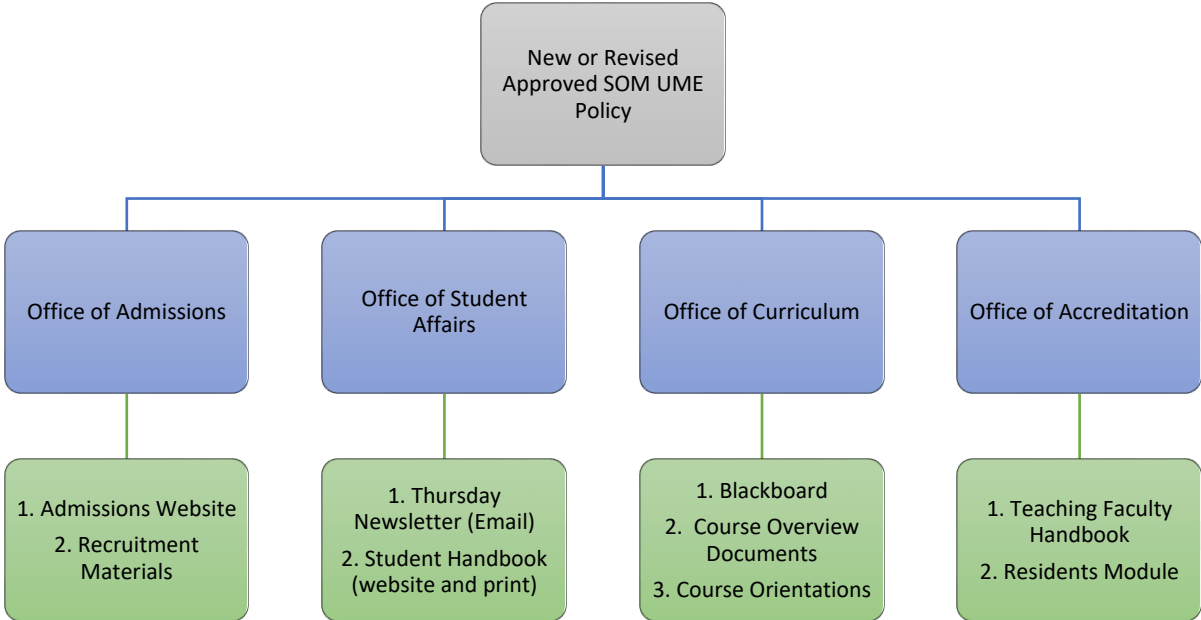 New or Revised
Approved SOM UME
Policy
Office of Admissions
Office of Student
Affairs
Office of Curriculum
Office of Accreditation
1. Admissions Website
2. Recruitment
Materials
1. Thursday
Newsletter (Email)
2. Student Handbook
(website and print)
1. Blackboard
2. Course Overview
Documents
3. Course Orientations
1. Teaching Faculty
Handbook
2. Residents Module